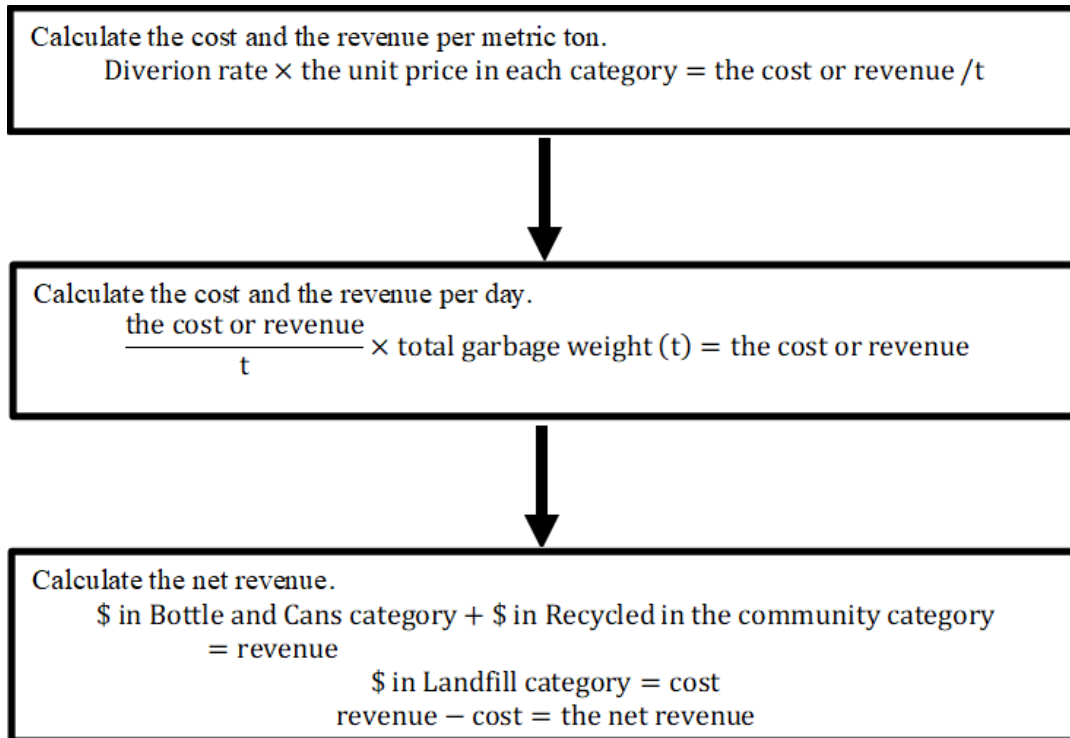 Calculate the cost and the revenue per metric ton.
Diverion rate × the unit price in each category = the cost or revenue /t
Calculate the cost and the revenue per day.
the cost or revenue
t
× total garbage weight (t) = the cost or revenue
Calculate the net revenue.
$ in Bottle and Cans category + $ in Recycled in the community category
= revenue
$ in Landfill category = cost
revenue − cost = the net revenue